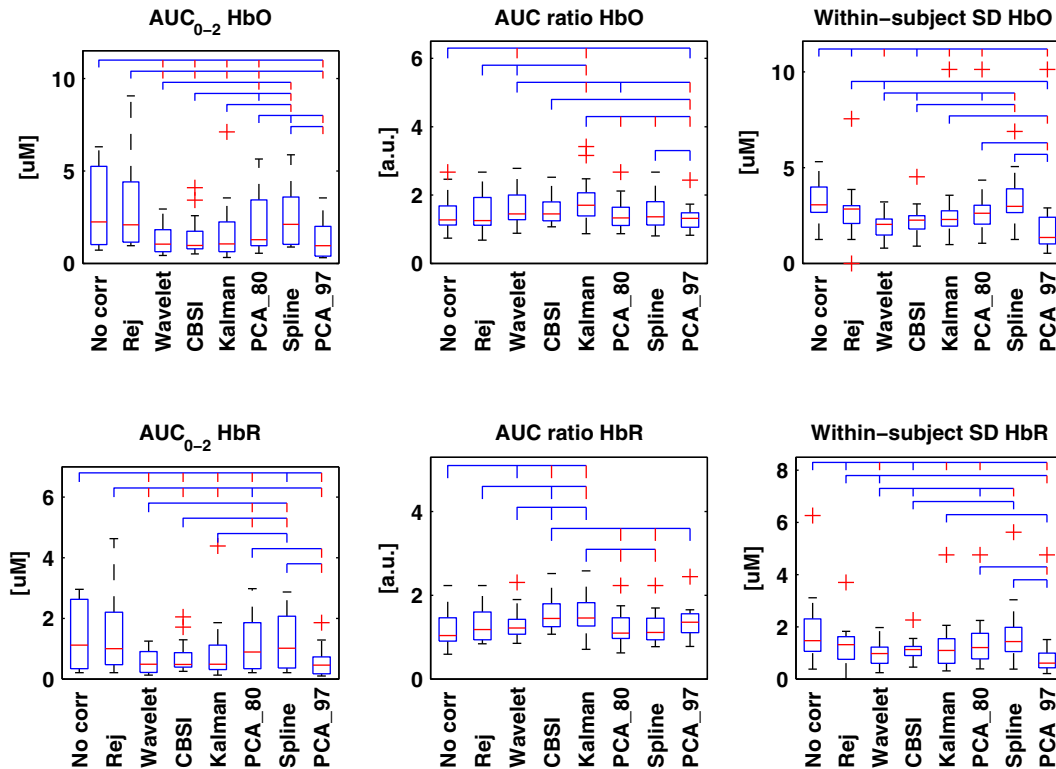 AUC0−2 HbO
[uM]
10
5
0
No corr
Rej
Wavelet
CBSI
Kalman
PCA_80
Spline
PCA_97
AUC ratio HbO
[a.u.]
6
4
2
0
No corr
Rej
Wavelet
CBSI
Kalman
PCA_80
Spline
PCA_97
Within−subject SD HbO
[uM]
10
5
0
No corr
Rej
Wavelet
CBSI
Kalman
PCA_80
Spline
PCA_97
AUC0−2 HbR
[uM]
6
4
2
0
No corr
Rej
Wavelet
CBSI
Kalman
PCA_80
Spline
PCA_97
AUC ratio HbR
[a.u.]
4
2
0
No corr
Rej
Wavelet
CBSI
Kalman
PCA_80
Spline
PCA_97
Within−subject SD HbR
[uM]
8
6
4
2
0
No corr
Rej
Wavelet
CBSI
Kalman
PCA_80
Spline
PCA_97